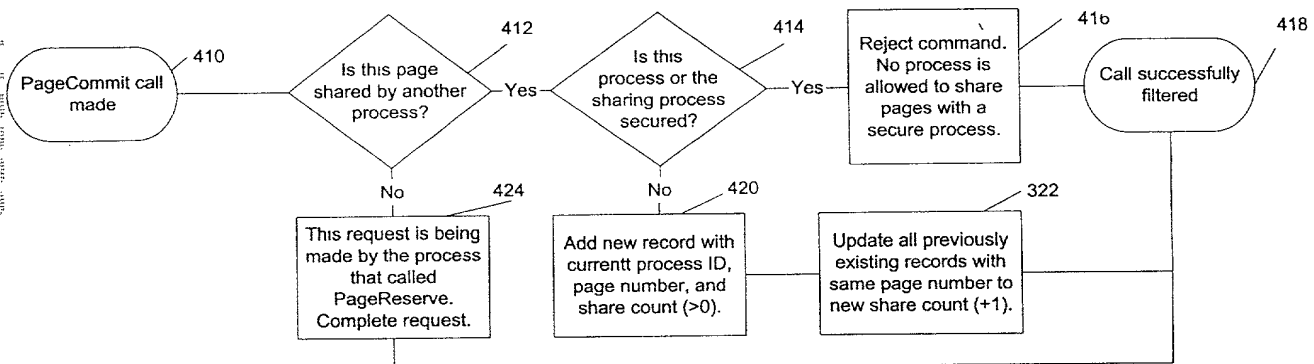 410
PageCommit call
made
412
Is this page
shared by another
process?
Yes
414
Is this
process or the
sharing process
secured?
Yes
416
Reject command.
No process is
allowed to share
pages with a
secure process.
418
Call successfully
filtered
No
424
This request is being
made by the process
that called
PageReserve.
Complete request.
No
420
Add new record with
currentt process ID,
page number, and
share count (>0).
322
Update all previously
existing records with
same page number to
new share count (+1).